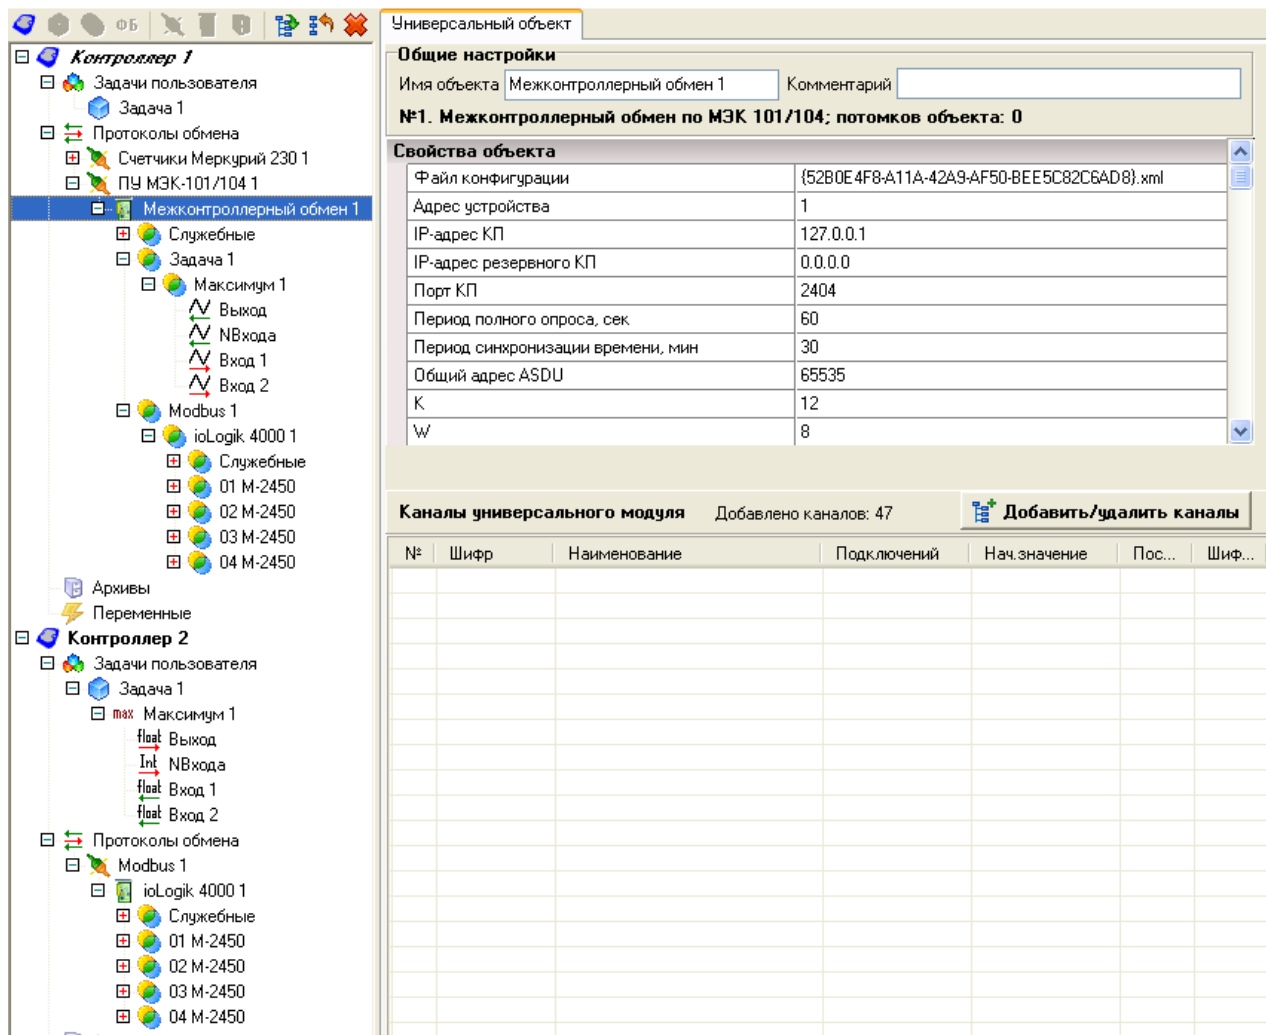 ФБ
Контроллер 1
Задачи пользователя
Задача 1
Протоколы обмена
Счетчики Меркурий 230 1
ПУ МЭК-101/104 1
Межконтроллерный обмен 1
Служебные
Задача 1
Максимум 1
Выход
NВхода
Вход 1
Вход 2
Modbus 1
ioLogik 4000 1
Служебные
01 M-2450
02 M-2450
03 M-2450
04 M-2450
Архивы
Переменные
Контроллер 2
Задачи пользователя
Задача 1
max Максимум 1
float Выход
Int NВхода
float Вход 1
float Вход 2
Протоколы обмена
Modbus 1
ioLogik 4000 1
Служебные
01 M-2450
02 M-2450
03 M-2450
04 M-2450
Универсальный объект
Общие настройки
Имя объекта Межконтроллерный обмен 1 Комментарий
№1. Межконтроллерный обмен по МЭК 101/104; потомков объекта: 0
Свойства объекта
Файл конфигурации {52B0E4F8-A11A-42A9-AF50-BEE5C82C6AD8}.xml
Адрес устройства 1
IP-адрес КП 127.0.0.1
IP-адрес резервного КП 0.0.0.0
Порт КП 2404
Период полного опроса, сек 60
Период синхронизации времени, мин 30
Общий адрес ASDU 65535
K 12
W 8
Каналы универсального модуля Добавлено каналов: 47 Добавить/удалить каналы
№ Шифр Наименование Подключений Нач.значение Пос... Шиф...